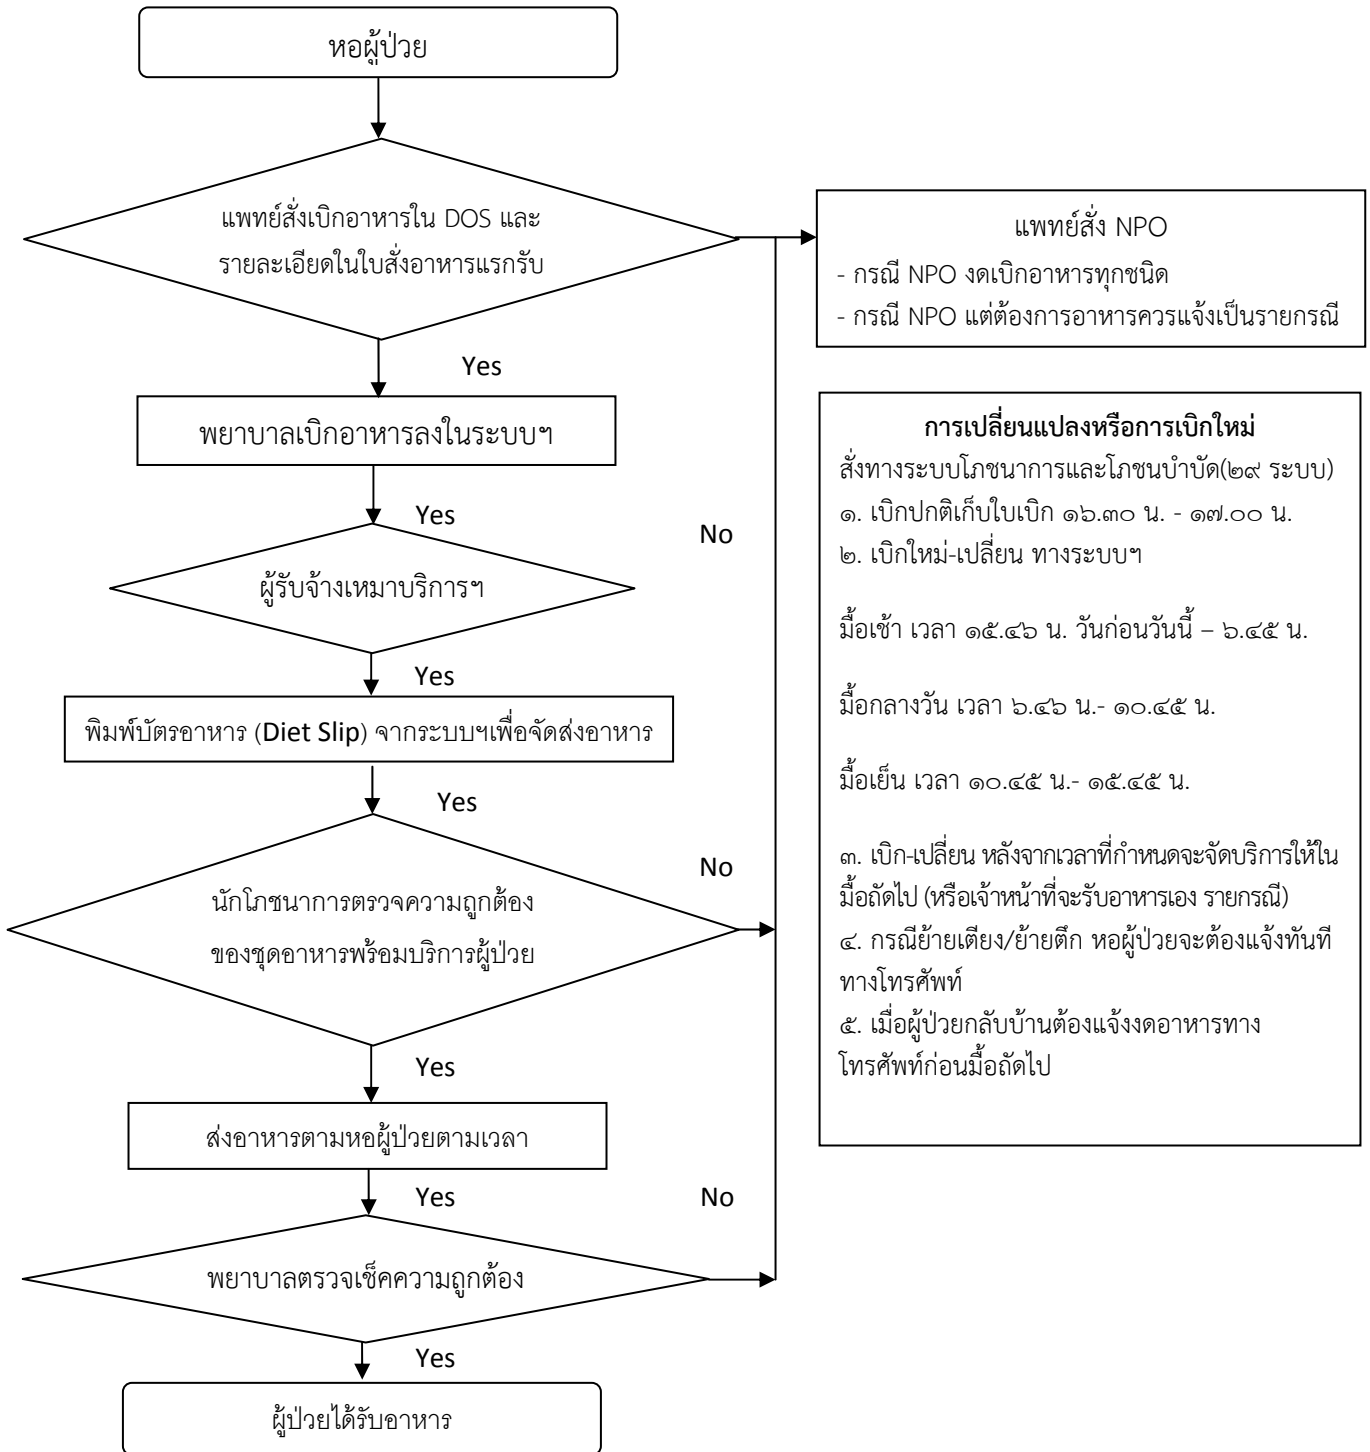 หอผู้ป่วย
แพทย์สั่งเบิกอาหารใน DOS และ
รายละเอียดในใบสั่งอาหารแรกรับ
แพทย์สั่ง NPO
- กรณี NPO งดเบิกอาหารทุกชนิด
- กรณี NPO แต่ต้องการอาหารควรแจ้งเป็นรายกรณี
Yes
พยาบาลเบิกอาหารลงในระบบฯ
Yes
No
ผู้รับจ้างเหมาบริการฯ
Yes
พิมพ์บัตรอาหาร (Diet Slip) จากระบบฯเพื่อจัดส่งอาหาร
Yes
No
นักโภชนาการตรวจความถูกต้อง
ของชุดอาหารพร้อมบริการผู้ป่วย
Yes
ส่งอาหารตามหอผู้ป่วยตามเวลา
Yes
No
พยาบาลตรวจเช็คความถูกต้อง
Yes
ผู้ป่วยได้รับอาหาร
การเปลี่ยนแปลงหรือการเบิกใหม่
สั่งทางระบบโภชนาการและโภชนบำบัด(๒๙ ระบบ)
๑. เบิกปกติเก็บใบเบิก ๑๖.๓๐ น. - ๑๗.๐๐ น.
๒. เบิกใหม่-เปลี่ยน ทางระบบฯ
มื้อเช้า เวลา ๑๕.๔๖ น. วันก่อนวันนี้ – ๖.๔๕ น.
มื้อกลางวัน เวลา ๖.๔๖ น.- ๑๐.๔๕ น.
มื้อเย็น เวลา ๑๐.๔๕ น.- ๑๕.๔๕ น.
๓. เบิก-เปลี่ยน หลังจากเวลาที่กำหนดจะจัดบริการให้ใน
มื้อถัดไป (หรือเจ้าหน้าที่จะรับอาหารเอง รายกรณี)
๔. กรณีย้ายเตียง/ย้ายตึก หอผู้ป่วยจะต้องแจ้งทันที
ทางโทรศัพท์
๕. เมื่อผู้ป่วยกลับบ้านต้องแจ้งงดอาหารทาง
โทรศัพท์ก่อนมื้อถัดไป